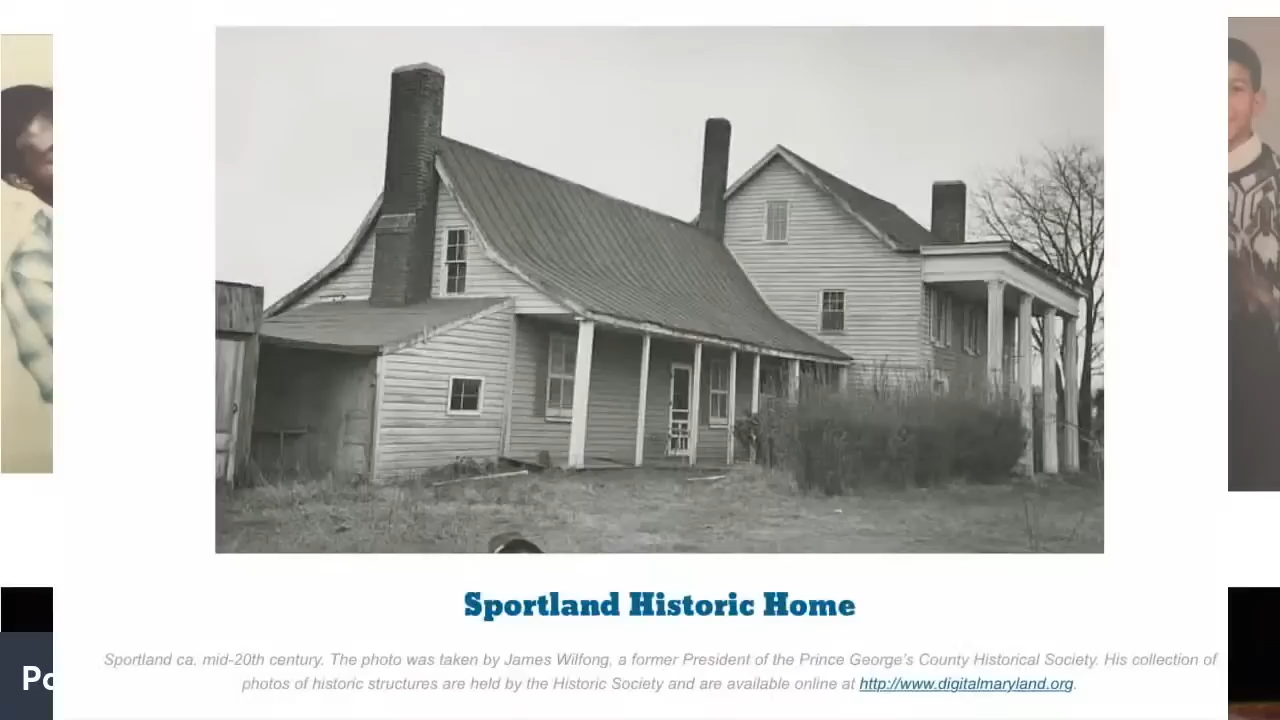 Sportland Historic Home
Sportland ca. mid-20th century. The photo was taken by James Wilfong, a former President of the Prince George's County Historical Society. His collection of
photos of historic structures are held by the Historic Society and are available online at http://www.digitalmaryland.org.
Po